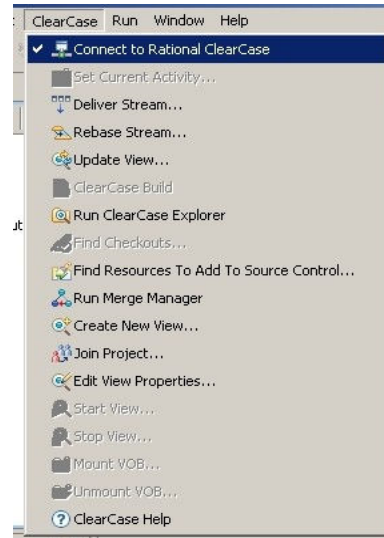 ClearCase Run Window Help
Connect to Rational ClearCase
Set Current Activity...
Deliver Stream...
Rebase Stream...
Update View...
ClearCase Build
Run ClearCase Explorer
Find Checkouts...
Find Resources To Add To Source Control...
Run Merge Manager
Create New View...
Join Project...
Edit View Properties...
Start View...
Stop View...
Mount VOB...
Unmount VOB...
ClearCase Help